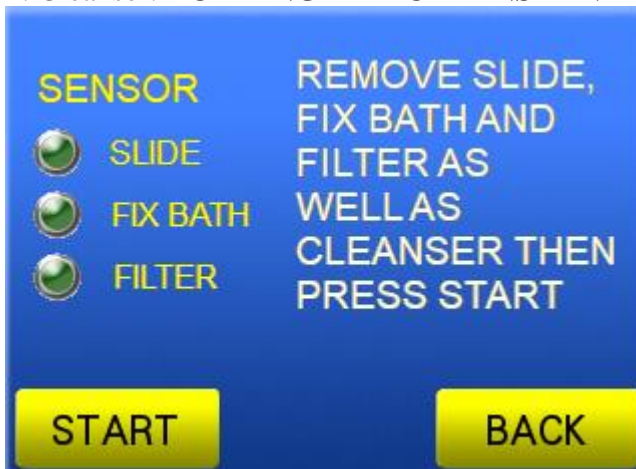 SENSOR
SLIDE
FIX BATH
FILTER
REMOVE SLIDE,
FIX BATH AND
FILTER AS
WELL AS
CLEANSER THEN
PRESS START
START
BACK